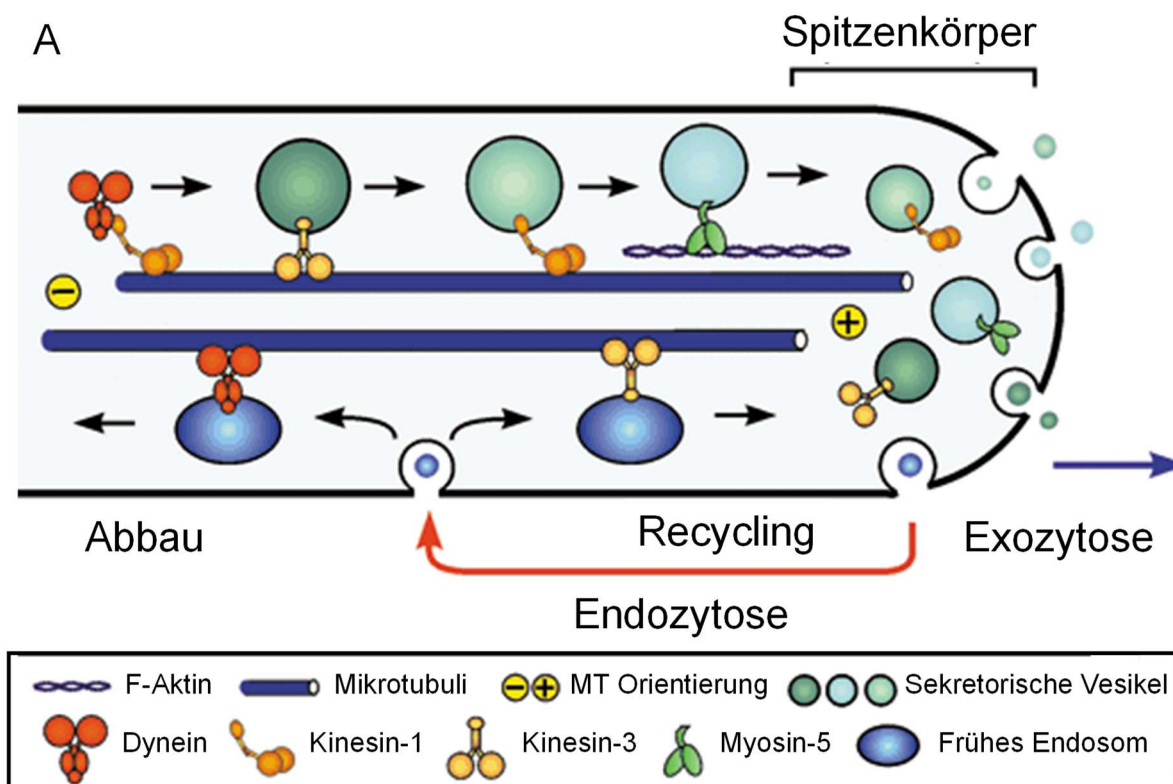 A
Spitzenkörper
−
+
Abbau
Recycling
Exozytose
Endozytose
F-Aktin
Mikrotubuli
− + MT Orientierung
Sekretorische Vesikel
Dynein
Kinesin-1
Kinesin-3
Myosin-5
Frühes Endosom